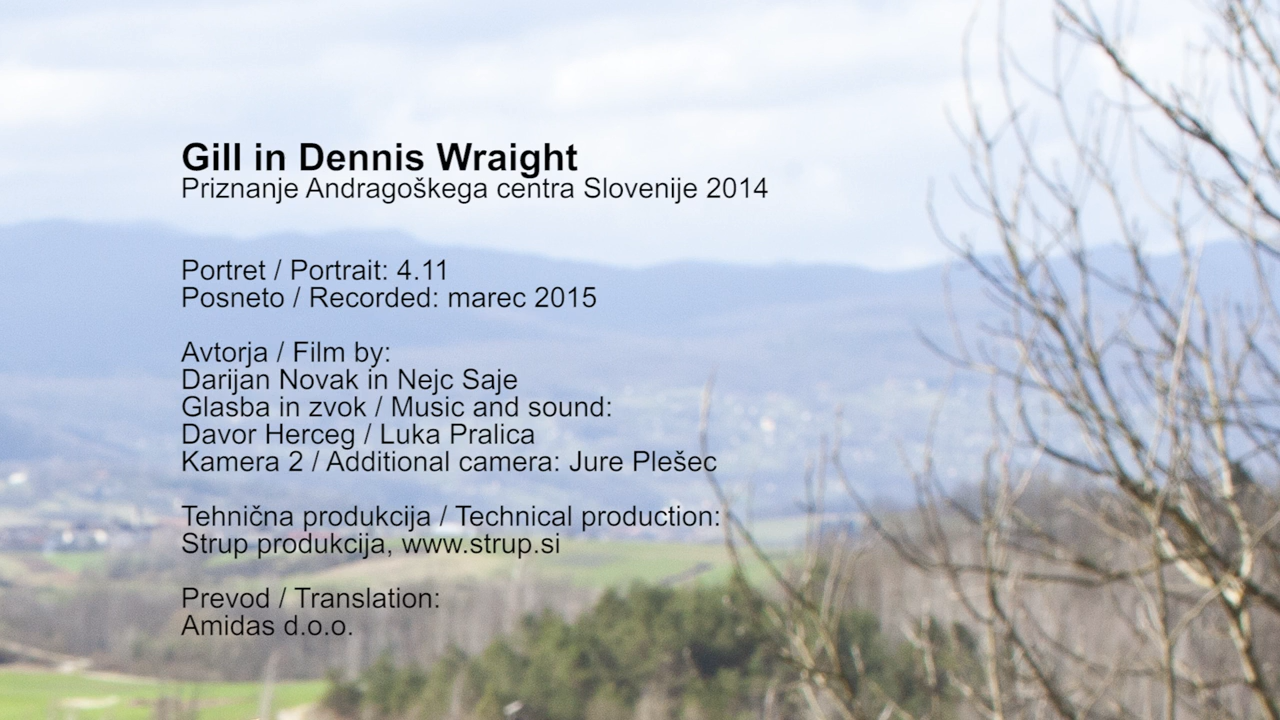 Gill in Dennis Wraight
Priznanje Andragoškega centra Slovenije 2014
Portret / Portrait: 4.11
Posneto / Recorded: marec 2015
Avtorja / Film by:
Darijan Novak in Nejc Saje
Glasba in zvok / Music and sound:
Davor Herceg / Luka Pralica
Kamera 2 / Additional camera: Jure Plešec
Tehnična produkcija / Technical production:
Strup produkcija, www.strup.si
Prevod / Translation:
Amidas d.o.o.